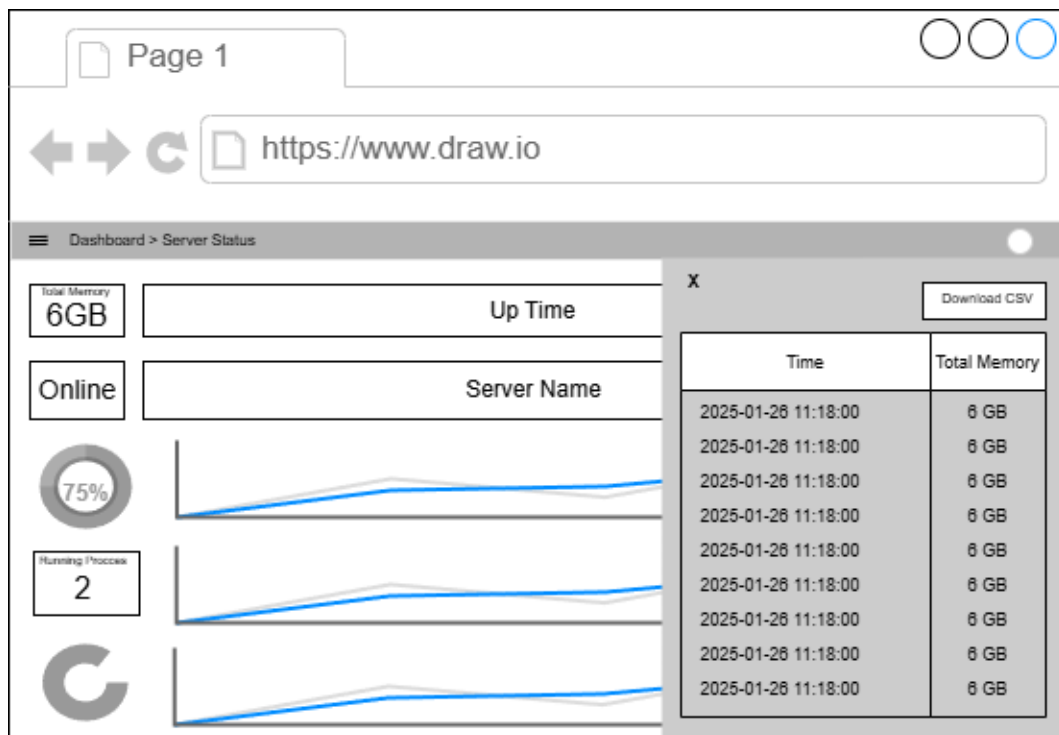 Page 1
https://www.draw.io
Dashboard > Server Status
Total Memory
6GB
Up Time
Online
Server Name
75%
Running Procces
2
X
Download CSV
Time Total Memory
2025-01-26 11:18:00 6 GB
2025-01-26 11:18:00 6 GB
2025-01-26 11:18:00 6 GB
2025-01-26 11:18:00 6 GB
2025-01-26 11:18:00 6 GB
2025-01-26 11:18:00 6 GB
2025-01-26 11:18:00 6 GB
2025-01-26 11:18:00 6 GB
2025-01-26 11:18:00 6 GB